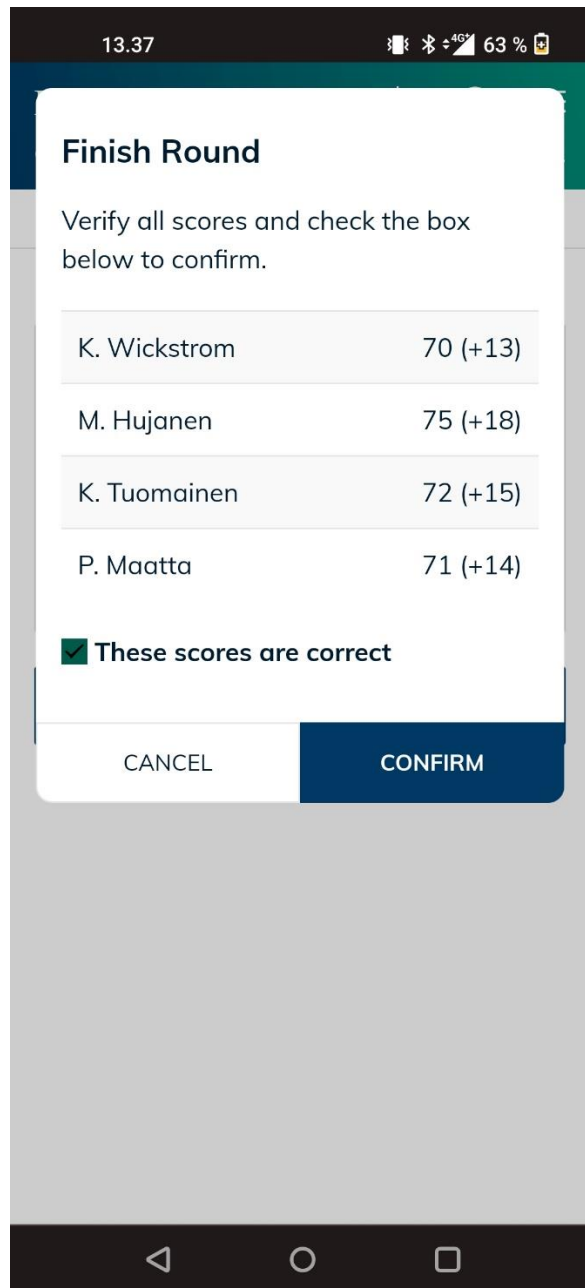 13.37 4G+ 63 %
Finish Round
Verify all scores and check the box
below to confirm.
K. Wickstrom 70 (+13)
M. Hujanen 75 (+18)
K. Tuomainen 72 (+15)
P. Maatta 71 (+14)
These scores are correct
CANCEL CONFIRM